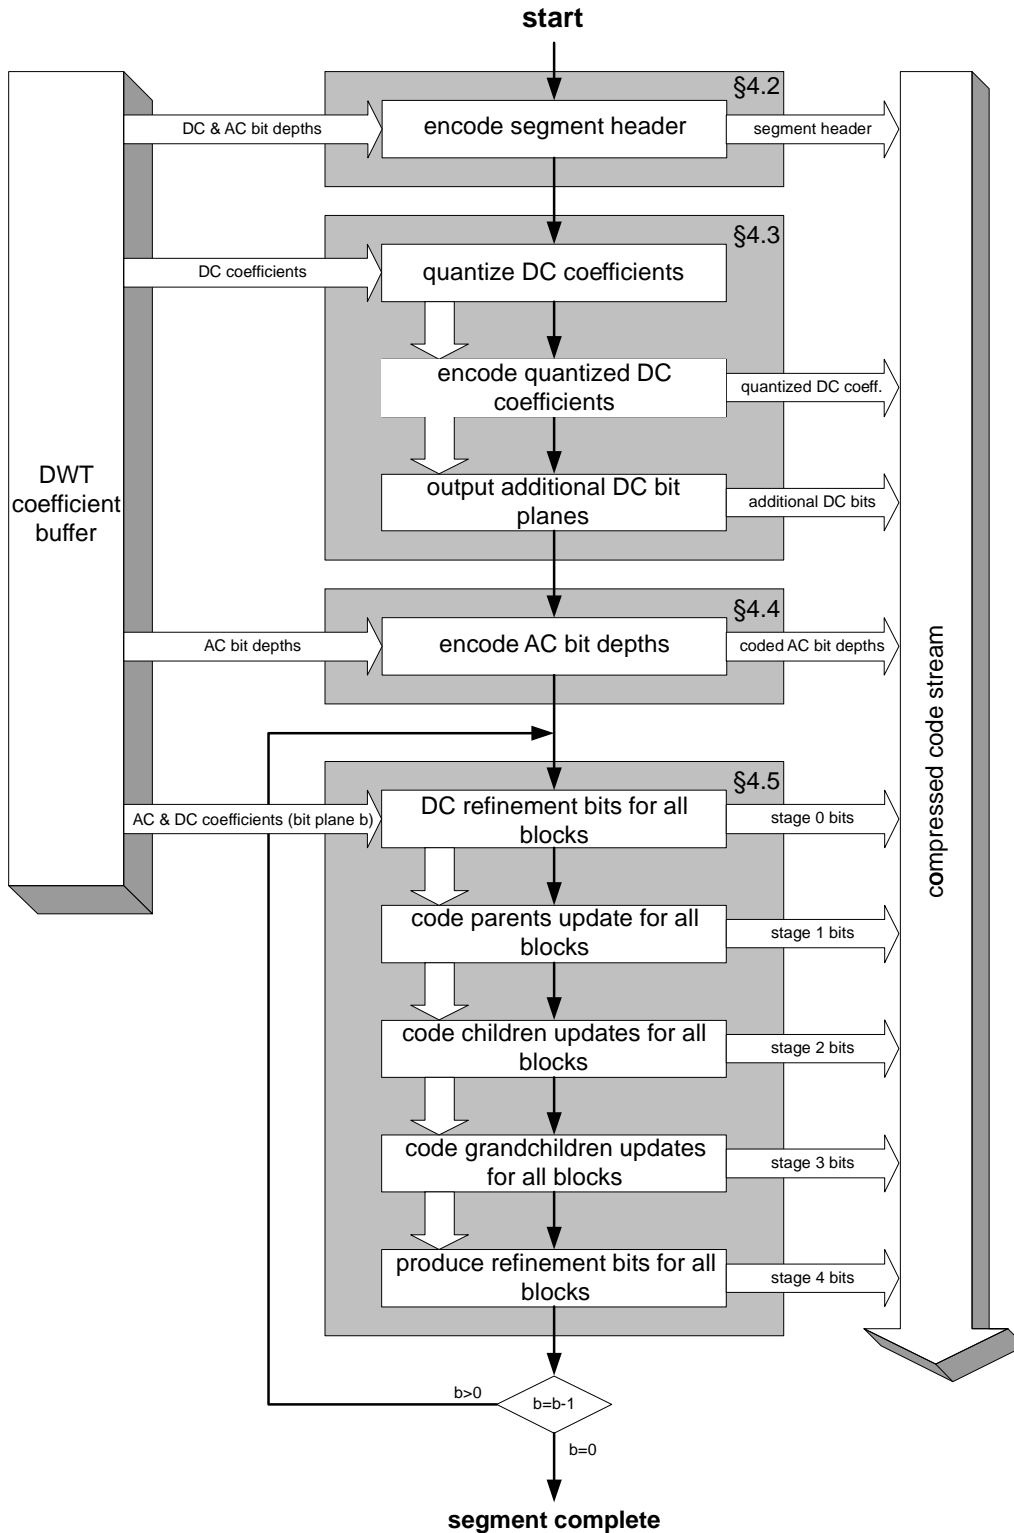 start
§4.2
DC & AC bit depths
encode segment header
segment header
§4.3
DC coefficients
quantize DC coefficients
encode quantized DC
coefficients
quantized DC coeff.
DWT
coefficient
buffer
output additional DC bit
planes
additional DC bits
§4.4
AC bit depths
encode AC bit depths
coded AC bit depths
compressed code stream
§4.5
AC & DC coefficients (bit plane b)
DC refinement bits for all
blocks
stage 0 bits
code parents update for all
blocks
stage 1 bits
code children updates for all
blocks
stage 2 bits
code grandchildren updates
for all blocks
stage 3 bits
produce refinement bits for all
blocks
stage 4 bits
b>0
b=b-1
b=0
segment complete